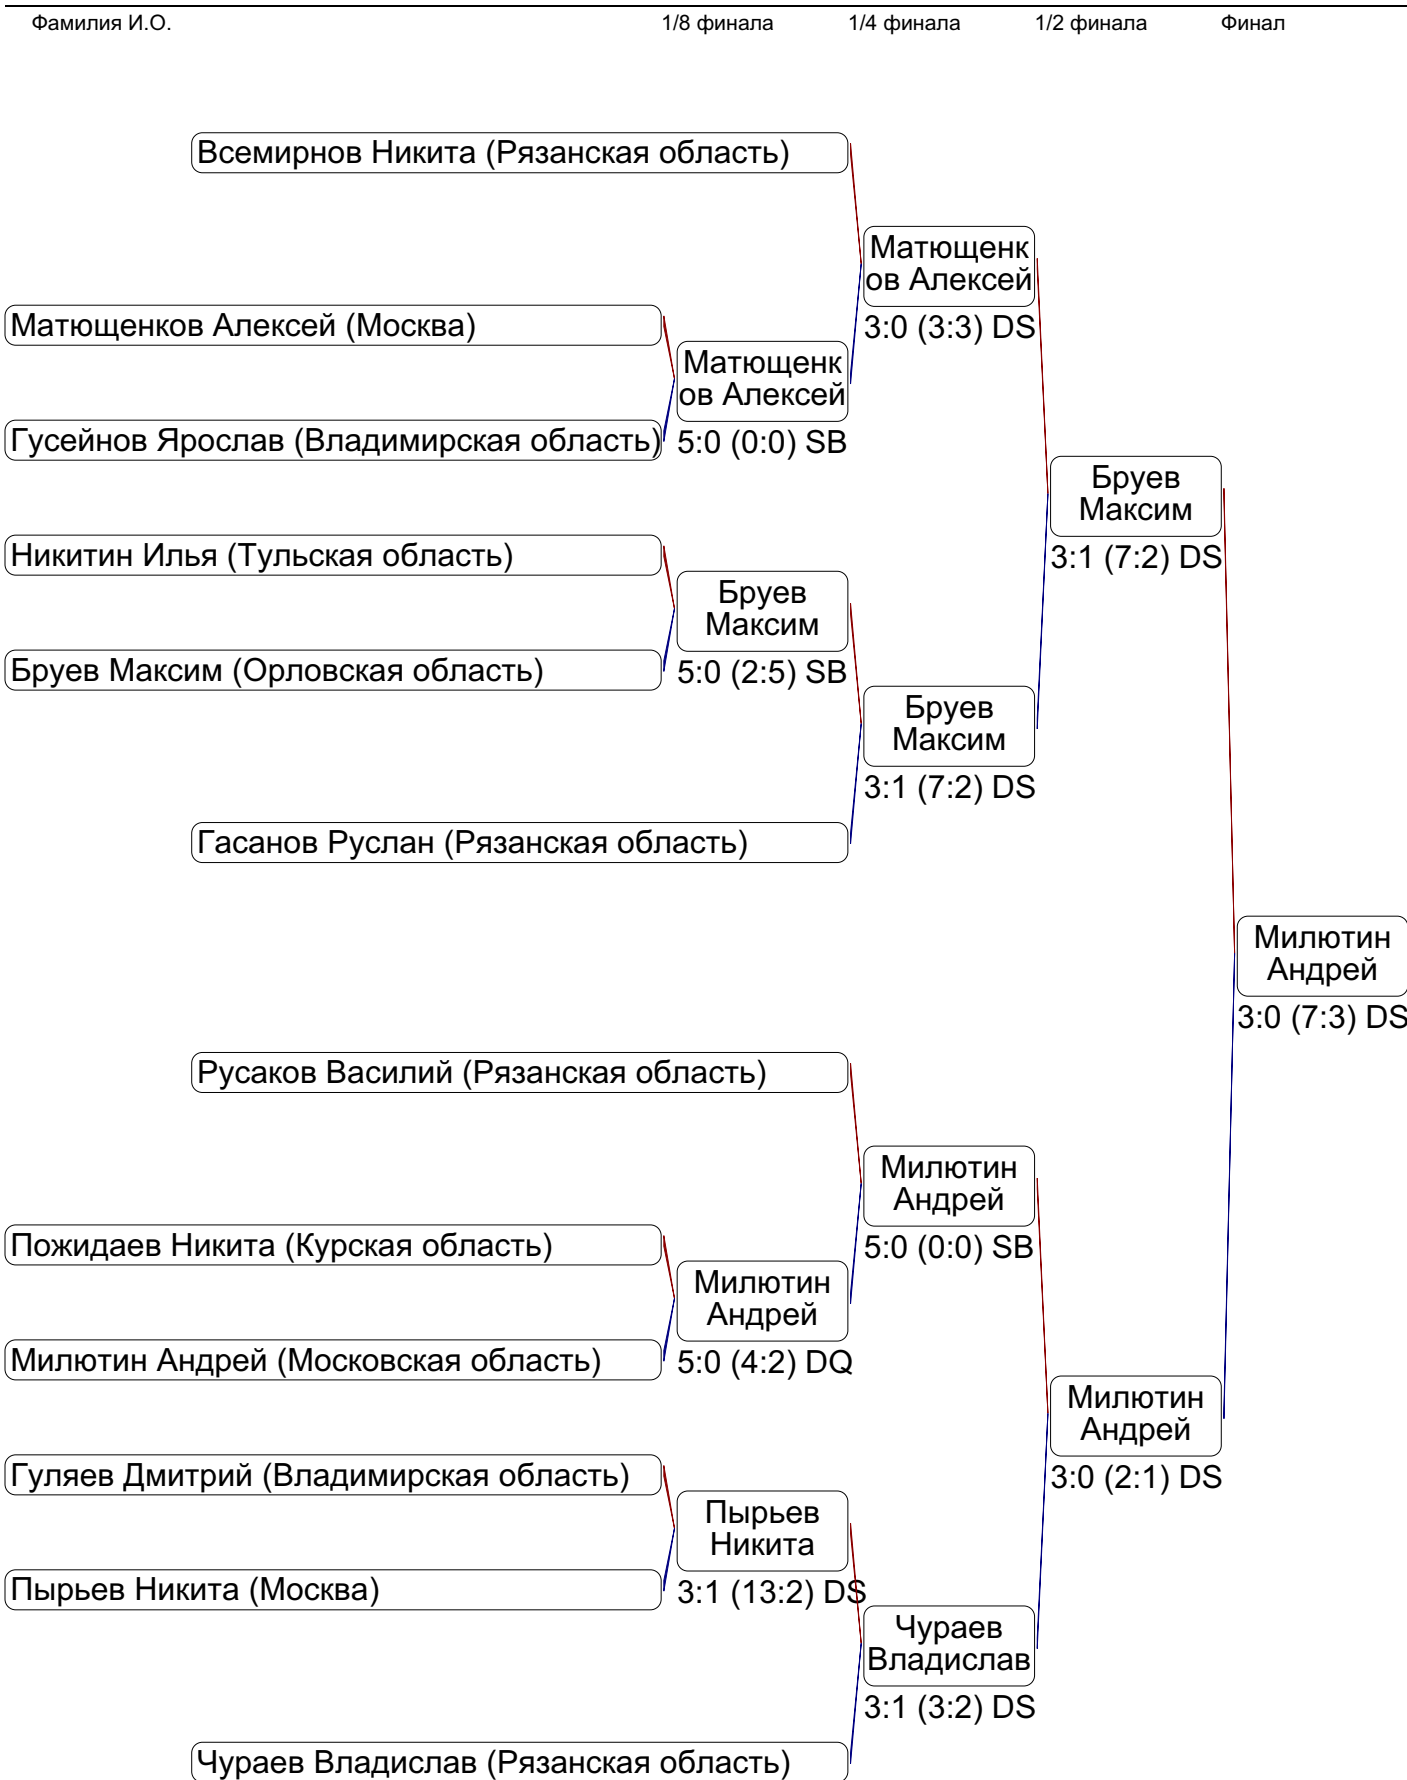 Фамилия И.О. 1/8 финала 1/4 финала 1/2 финала Финал
Всемирнов Никита (Рязанская область)
Матющенк
ов Алексей
3:0 (3:3) DS
Матющенков Алексей (Москва)
Матющенк
ов Алексей
5:0 (0:0) SB
Гусейнов Ярослав (Владимирская область)
Бруев
Максим
3:1 (7:2) DS
Никитин Илья (Тульская область)
Бруев
Максим
5:0 (2:5) SB
Бруев Максим (Орловская область)
Бруев
Максим
3:1 (7:2) DS
Гасанов Руслан (Рязанская область)
Милютин
Андрей
3:0 (7:3) DS
Русаков Василий (Рязанская область)
Милютин
Андрей
5:0 (0:0) SB
Пожидаев Никита (Курская область)
Милютин
Андрей
5:0 (4:2) DQ
Милютин Андрей (Московская область)
Милютин
Андрей
3:0 (2:1) DS
Гуляев Дмитрий (Владимирская область)
Пырьев
Никита
3:1 (13:2) DS
Пырьев Никита (Москва)
Чураев
Владислав
3:1 (3:2) DS
Чураев Владислав (Рязанская область)